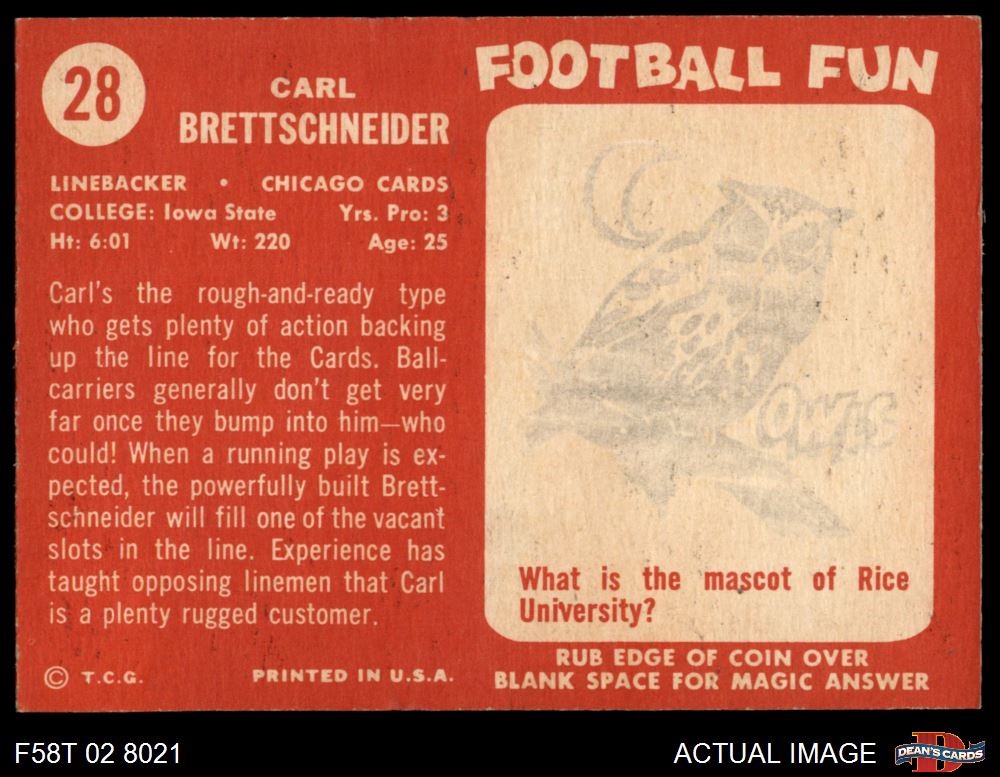 28
CARL
BRETTSCHNEIDER
LINEBACKER • CHICAGO CARDS
COLLEGE: Iowa State Yrs. Pro: 3
Ht: 6:01 Wt: 220 Age: 25
Carl's the rough-and-ready type
who gets plenty of action backing
up the line for the Cards. Ball-
carriers generally don't get very
far once they bump into him—who
could! When a running play is ex-
pected, the powerfully built Brett-
schneider will fill one of the vacant
slots in the line. Experience has
taught opposing linemen that Carl
is a plenty rugged customer.
© T.C.G. PRINTED IN U.S.A.
FOOTBALL FUN
OWLS
What is the mascot of Rice
University?
RUB EDGE OF COIN OVER
BLANK SPACE FOR MAGIC ANSWER
F58T 02 8021
ACTUAL IMAGE
D
DEAN'S CARDS